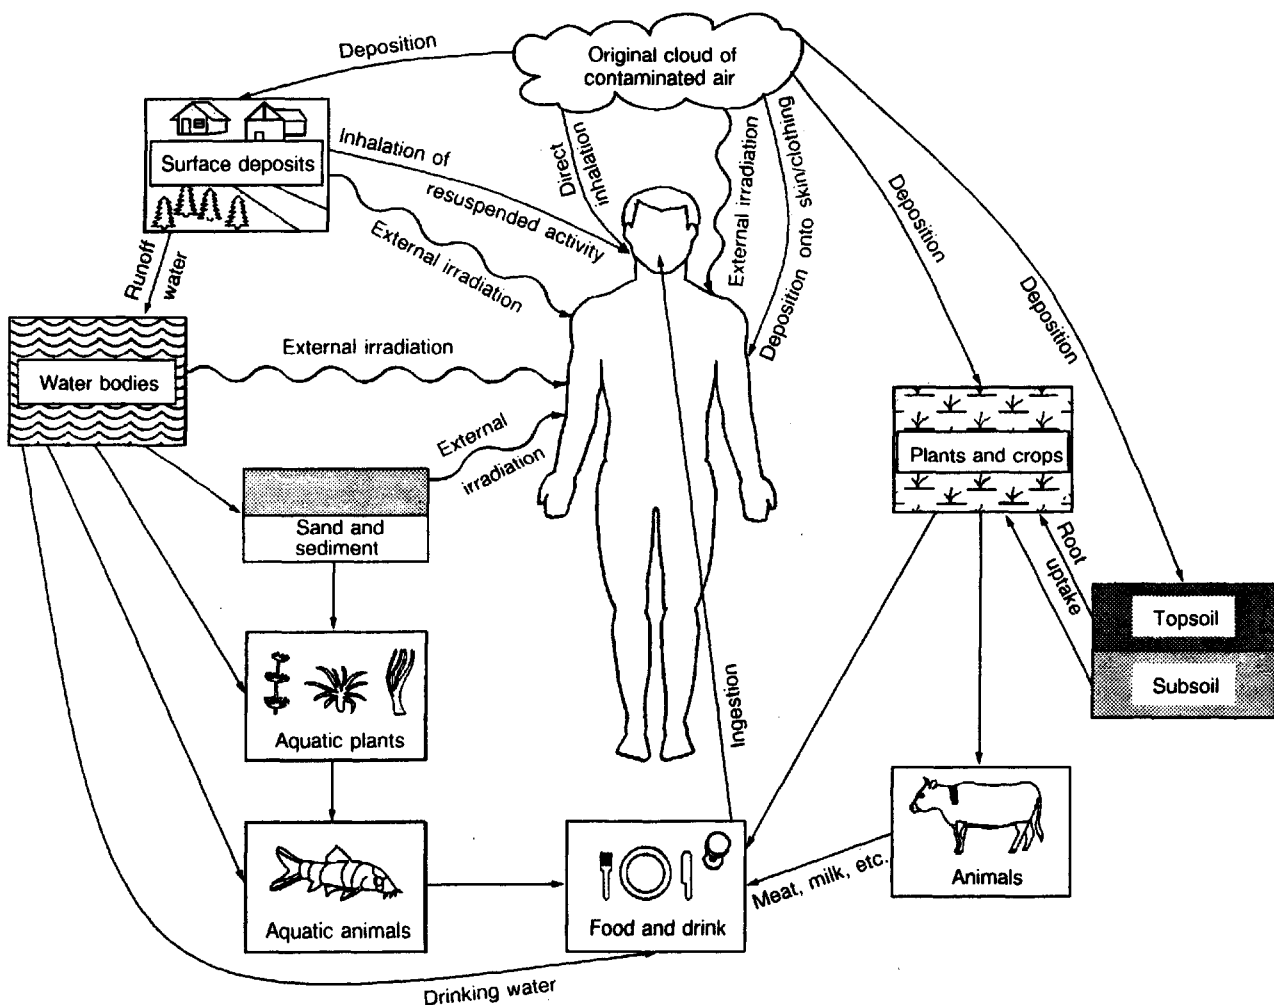 Deposition
Original cloud of
contaminated air
Surface deposits
Inhalation of
resuspended activity
Direct
inhalation
External irradiation
Deposition onto skin/clothing
Deposition
Deposition
External irradiation
Runoff
water
External irradiation
Water bodies
External
irradiation
Plants and crops
Sand and
sediment
Root
uptake
Topsoil
Subsoil
Aquatic plants
Ingestion
Aquatic animals
Food and drink
Meat, milk, etc.
Animals
Drinking water